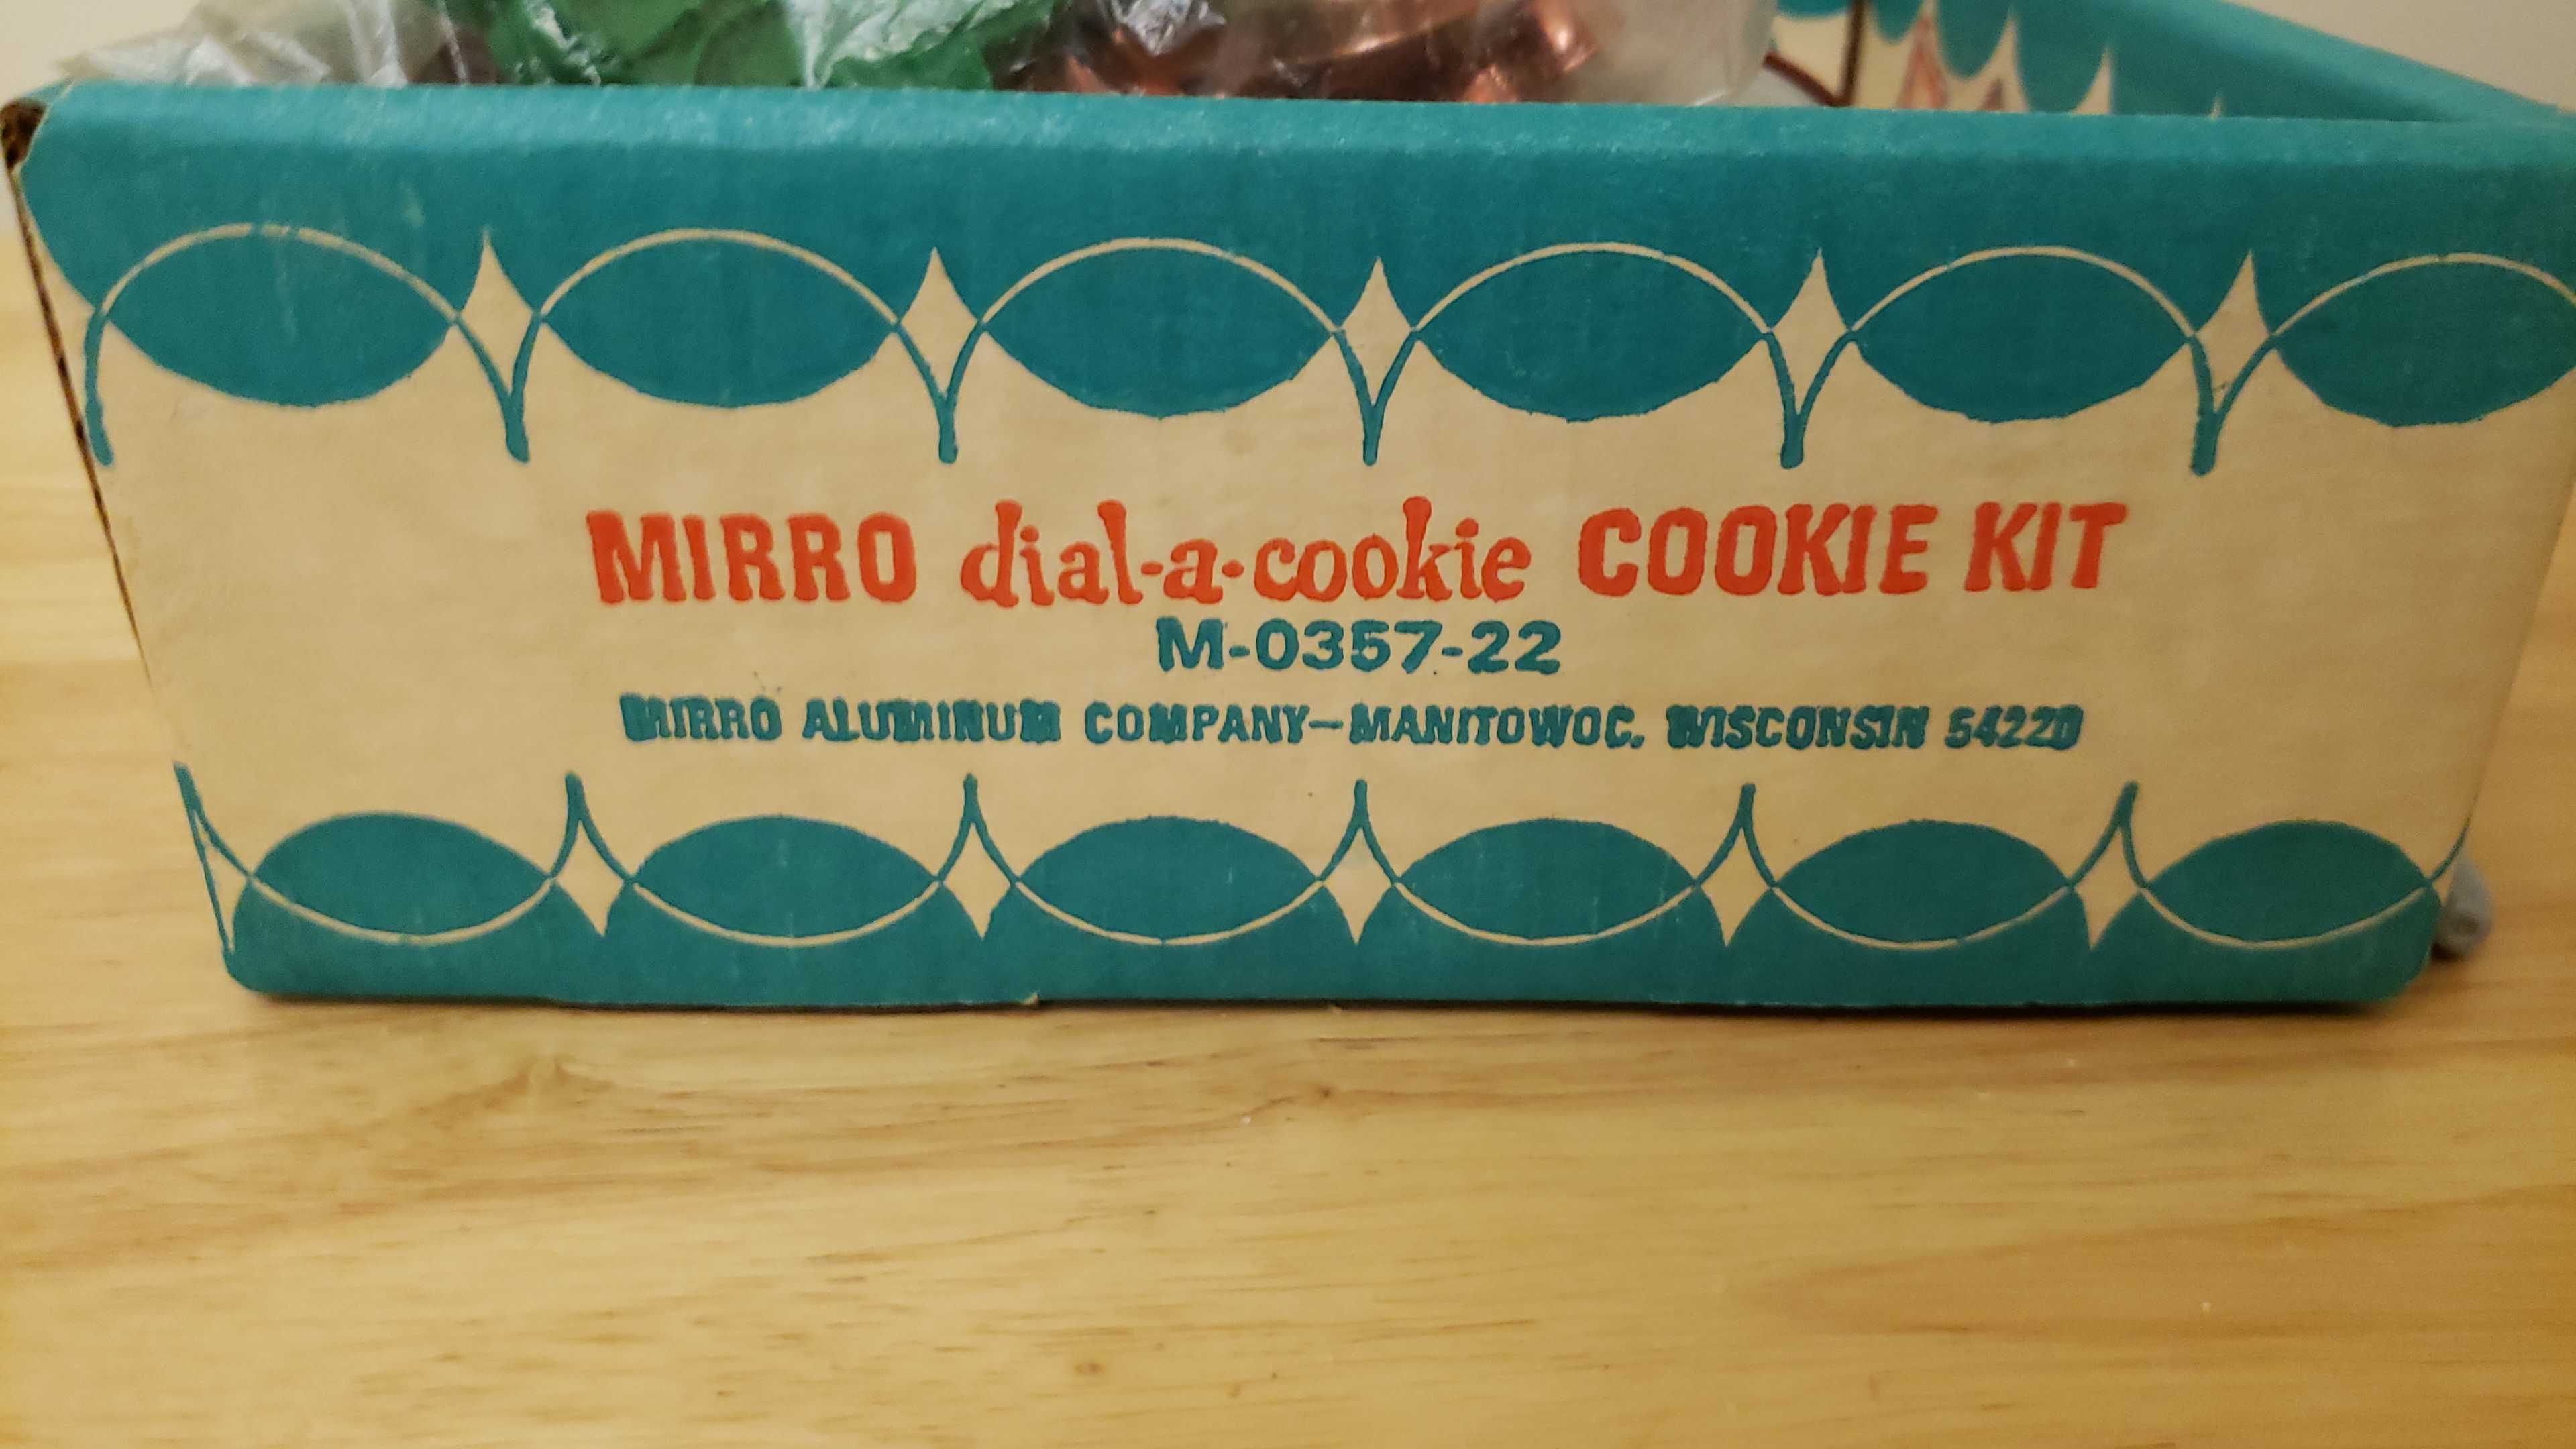 MIRRO dial-a-cookie COOKIE KIT
M-0357-22
MIRRO ALUMINUM COMPANY—MANITOWOC, WISCONSIN 54220